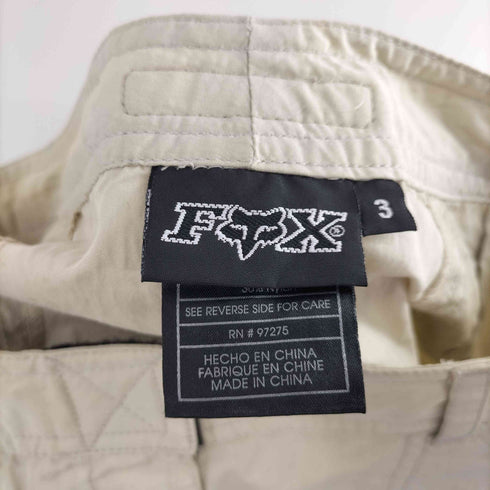 FOX®
3
SEE REVERSE SIDE FOR CARE
RN # 97275
HECHO EN CHINA
FABRIQUE EN CHINE
MADE IN CHINA